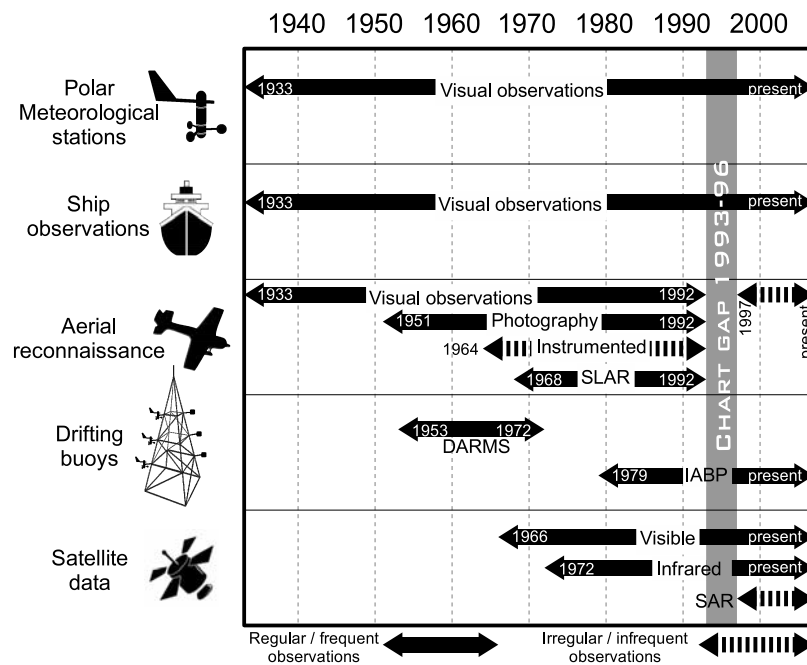 1940 1950 1960 1970 1980 1990 2000
Polar
Meteorological
stations
1933 Visual observations present
Ship
observations
1933 Visual observations present
Aerial
reconnaissance
1933 Visual observations 1992
1951 Photography 1992
1964 Instrumented
1968 SLAR 1992
1997
present
CHART GAP 1993-96
Drifting
buoys
1953 1972
DARMS
1979 IABP present
Satellite
data
1966 Visible present
1972 Infrared present
SAR
Regular / frequent
observations
Irregular / infrequent
observations